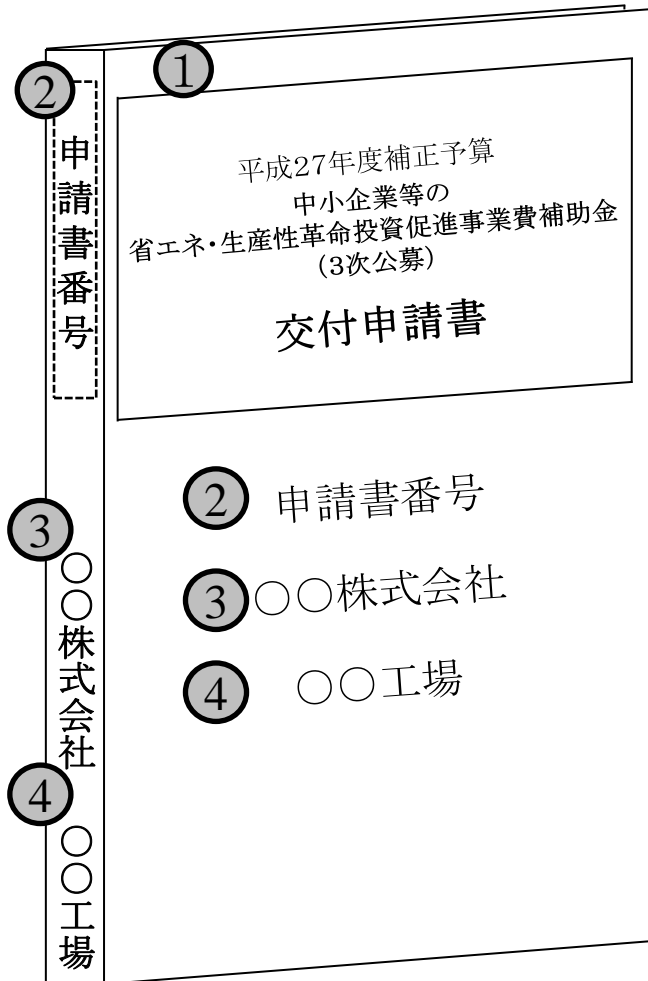 ①
平成27年度補正予算
中小企業等の
省エネ・生産性革命投資促進事業費補助金
(3次公募)
交付申請書
② 申請書番号
③ ○○株式会社
④ ○○工場
②
申請書番号
③
○○株式会社
④
○○工場